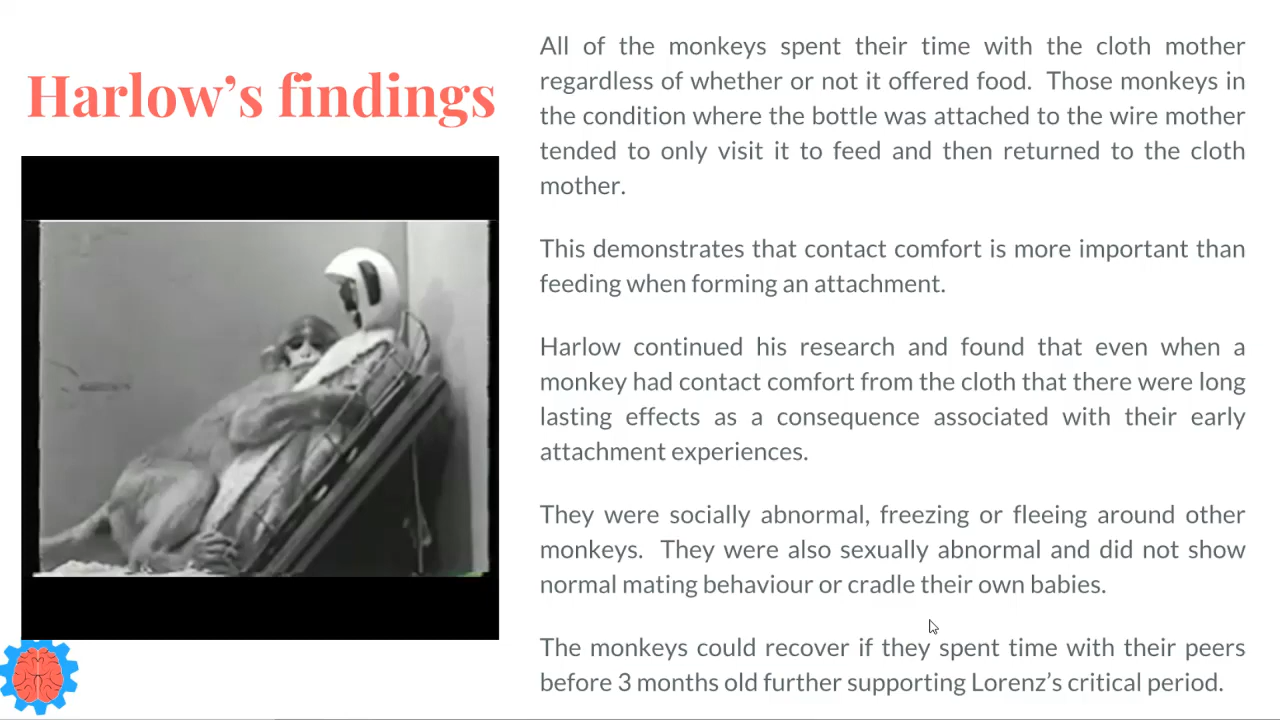 Harlow’s findings
All of the monkeys spent their time with the cloth mother
regardless of whether or not it offered food. Those monkeys in
the condition where the bottle was attached to the wire mother
tended to only visit it to feed and then returned to the cloth
mother.
This demonstrates that contact comfort is more important than
feeding when forming an attachment.
Harlow continued his research and found that even when a
monkey had contact comfort from the cloth that there were long
lasting effects as a consequence associated with their early
attachment experiences.
They were socially abnormal, freezing or fleeing around other
monkeys. They were also sexually abnormal and did not show
normal mating behaviour or cradle their own babies.
The monkeys could recover if they spent time with their peers
before 3 months old further supporting Lorenz’s critical period.